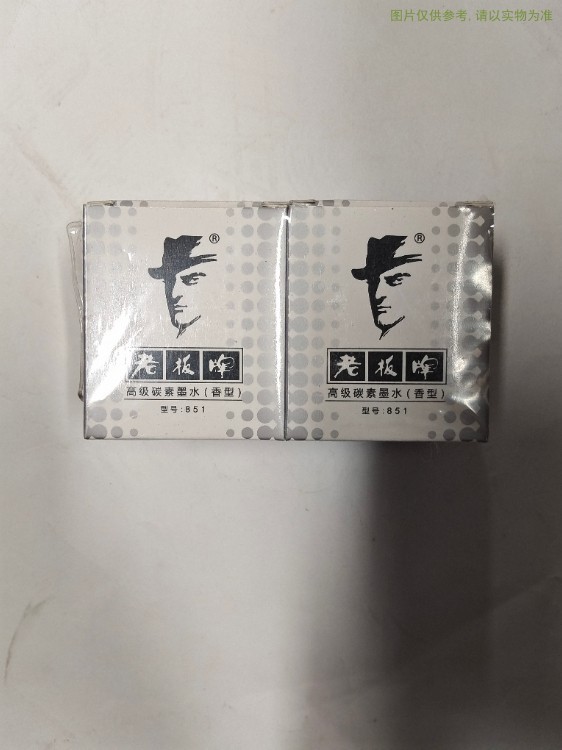 图片仅供参考,请以实物为准
®
老板牌
高级碳素墨水(香型)
型号:851
®
老板牌
高级碳素墨水(香型)
型号:851